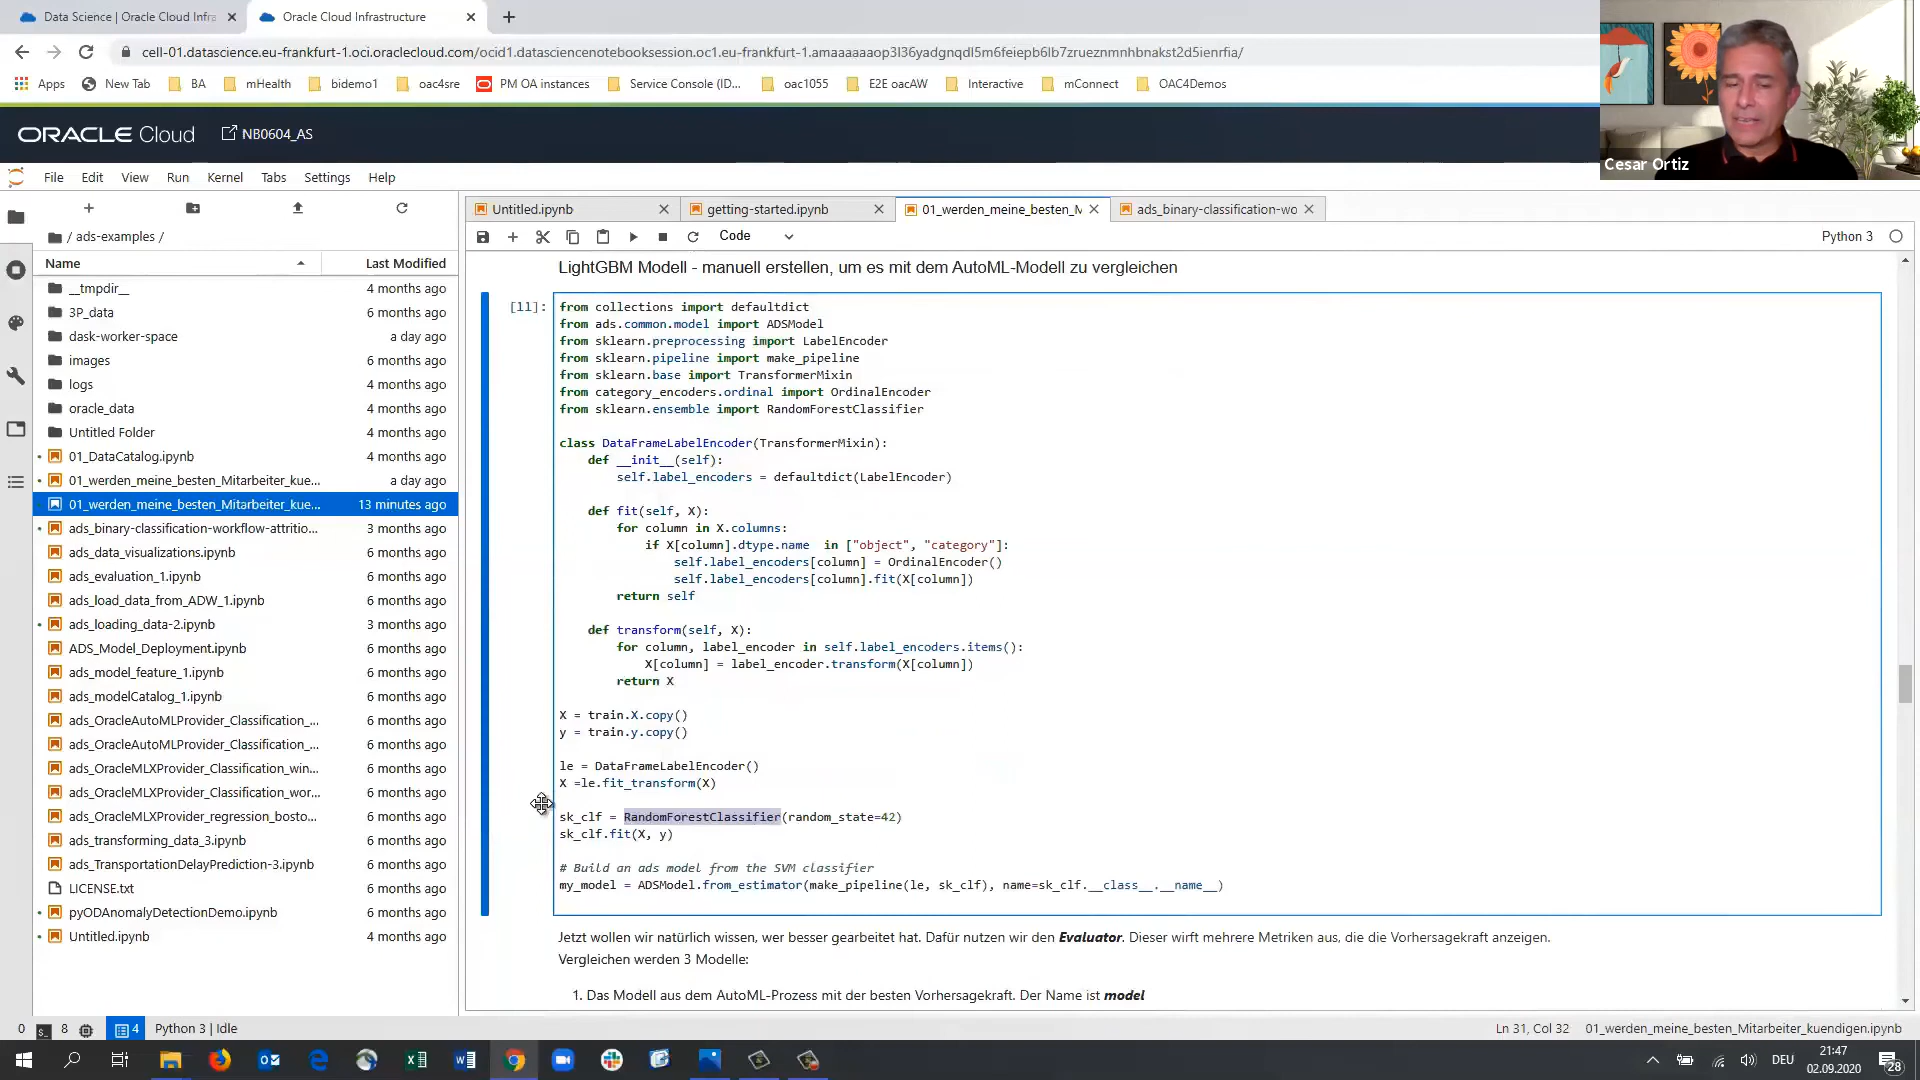 Data Science | Oracle Cloud Infra
Oracle Cloud Infrastructure
cell-01.datascience.eu-frankfurt-1.oci.oraclecloud.com/ocid1.datasciencenotebooksession.oc1.eu-frankfurt-1.amaaaaaaop3l36yadgnqdl5m6feiepb6lb7zrueznmnhbnakst2d5ienrfia/
Apps
New Tab
BA
mHealth
bidemo1
oac4sre
PM OA instances
Service Console (ID...
oac1055
E2E oacAW
Interactive
mConnect
OAC4Demos
ORACLE Cloud
NB0604_AS
Cesar Ortiz
File Edit View Run Kernel Tabs Settings Help
Untitled.ipynb
getting-started.ipynb
01_werden_meine_besten_M
ads_binary-classification-wo
/ ads-examples /
Code
Python 3
Name Last Modified
__tmpdir__ 4 months ago
3P_data 6 months ago
dask-worker-space a day ago
images 6 months ago
logs 4 months ago
oracle_data 4 months ago
Untitled Folder 4 months ago
01_DataCatalog.ipynb 4 months ago
01_werden_meine_besten_Mitarbeiter_kue... a day ago
01_werden_meine_besten_Mitarbeiter_kue... 13 minutes ago
ads_binary-classification-workflow-attritio... 3 months ago
ads_data_visualizations.ipynb 6 months ago
ads_evaluation_1.ipynb 6 months ago
ads_load_data_from_ADW_1.ipynb 6 months ago
ads_loading_data-2.ipynb 3 months ago
ADS_Model_Deployment.ipynb 6 months ago
ads_model_feature_1.ipynb 6 months ago
ads_modelCatalog_1.ipynb 6 months ago
ads_OracleAutoMLProvider_Classification_... 6 months ago
ads_OracleAutoMLProvider_Classification_... 6 months ago
ads_OracleMLXProvider_Classification_win... 6 months ago
ads_OracleMLXProvider_Classification_wor... 6 months ago
ads_OracleMLXProvider_regression_bosto... 6 months ago
ads_transforming_data_3.ipynb 6 months ago
ads_TransportationDelayPrediction-3.ipynb 6 months ago
LICENSE.txt 6 months ago
pyODAnomalyDetectionDemo.ipynb 6 months ago
Untitled.ipynb 4 months ago
LightGBM Modell - manuell erstellen, um es mit dem AutoML-Modell zu vergleichen
[11]:
from collections import defaultdict
from ads.common.model import ADSModel
from sklearn.preprocessing import LabelEncoder
from sklearn.pipeline import make_pipeline
from sklearn.base import TransformerMixin
from category_encoders.ordinal import OrdinalEncoder
from sklearn.ensemble import RandomForestClassifier
class DataFrameLabelEncoder(TransformerMixin):
def __init__(self):
self.label_encoders = defaultdict(LabelEncoder)
def fit(self, X):
for column in X.columns:
if X[column].dtype.name  in ["object", "category"]:
self.label_encoders[column] = OrdinalEncoder()
self.label_encoders[column].fit(X[column])
return self
def transform(self, X):
for column, label_encoder in self.label_encoders.items():
X[column] = label_encoder.transform(X[column])
return X
X = train.X.copy()
y = train.y.copy()
le = DataFrameLabelEncoder()
X =le.fit_transform(X)
sk_clf = RandomForestClassifier(random_state=42)
sk_clf.fit(X, y)
# Build an ads model from the SVM classifier
my_model = ADSModel.from_estimator(make_pipeline(le, sk_clf), name=sk_clf.__class__.__name__)
Jetzt wollen wir natürlich wissen, wer besser gearbeitet hat. Dafür nutzen wir den Evaluator. Dieser wirft mehrere Metriken aus, die die Vorhersagekraft anzeigen.
Vergleichen werden 3 Modelle:
1. Das Modell aus dem AutoML-Prozess mit der besten Vorhersagekraft. Der Name ist model
0
8
4
Python 3 | Idle
Ln 31, Col 32
01_werden_meine_besten_Mitarbeiter_kuendigen.ipynb
DEU
21:47
02.09.2020
28